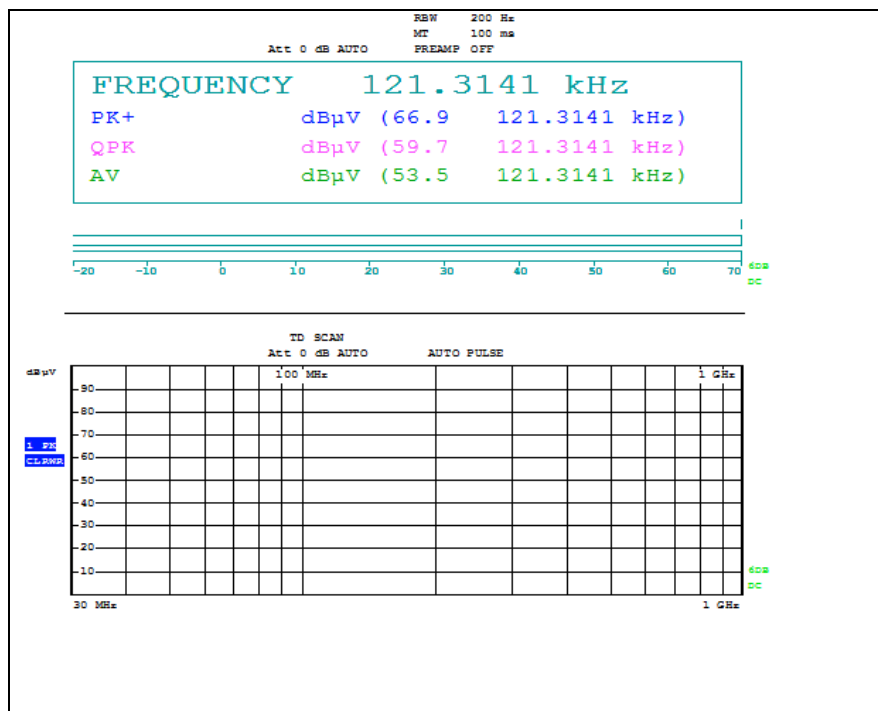 RBW 200 Hz
MT 100 ms
Att 0 dB AUTO PREAMP OFF
FREQUENCY 121.3141 kHz
PK+ dBµV (66.9 121.3141 kHz)
QPK dBµV (59.7 121.3141 kHz)
AV dBµV (53.5 121.3141 kHz)
-20 -10 0 10 20 30 40 50 60 70
6DB
DC
TD SCAN
Att 0 dB AUTO AUTO PULSE
dBµV 100 MHz 1 GHz
90
80
70
1 PK
60
CLRWR
50
40
30
20
10
6DB
DC
30 MHz 1 GHz